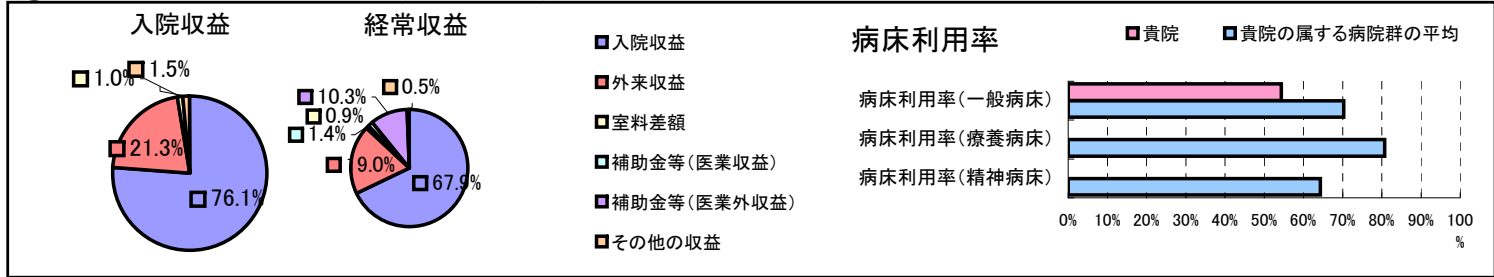 入院収益
1.0%
1.5%
21.3%
76.1%
経常収益
0.5%
10.3%
0.9%
1.4%
9.0%
67.9%
入院収益
外来収益
室料差額
補助金等(医業収益)
補助金等(医業外収益)
その他の収益
病床利用率
貴院
貴院の属する病院群の平均
病床利用率(一般病床)
病床利用率(療養病床)
病床利用率(精神病床)
0% 10% 20% 30% 40% 50% 60% 70% 80% 90% 100
%